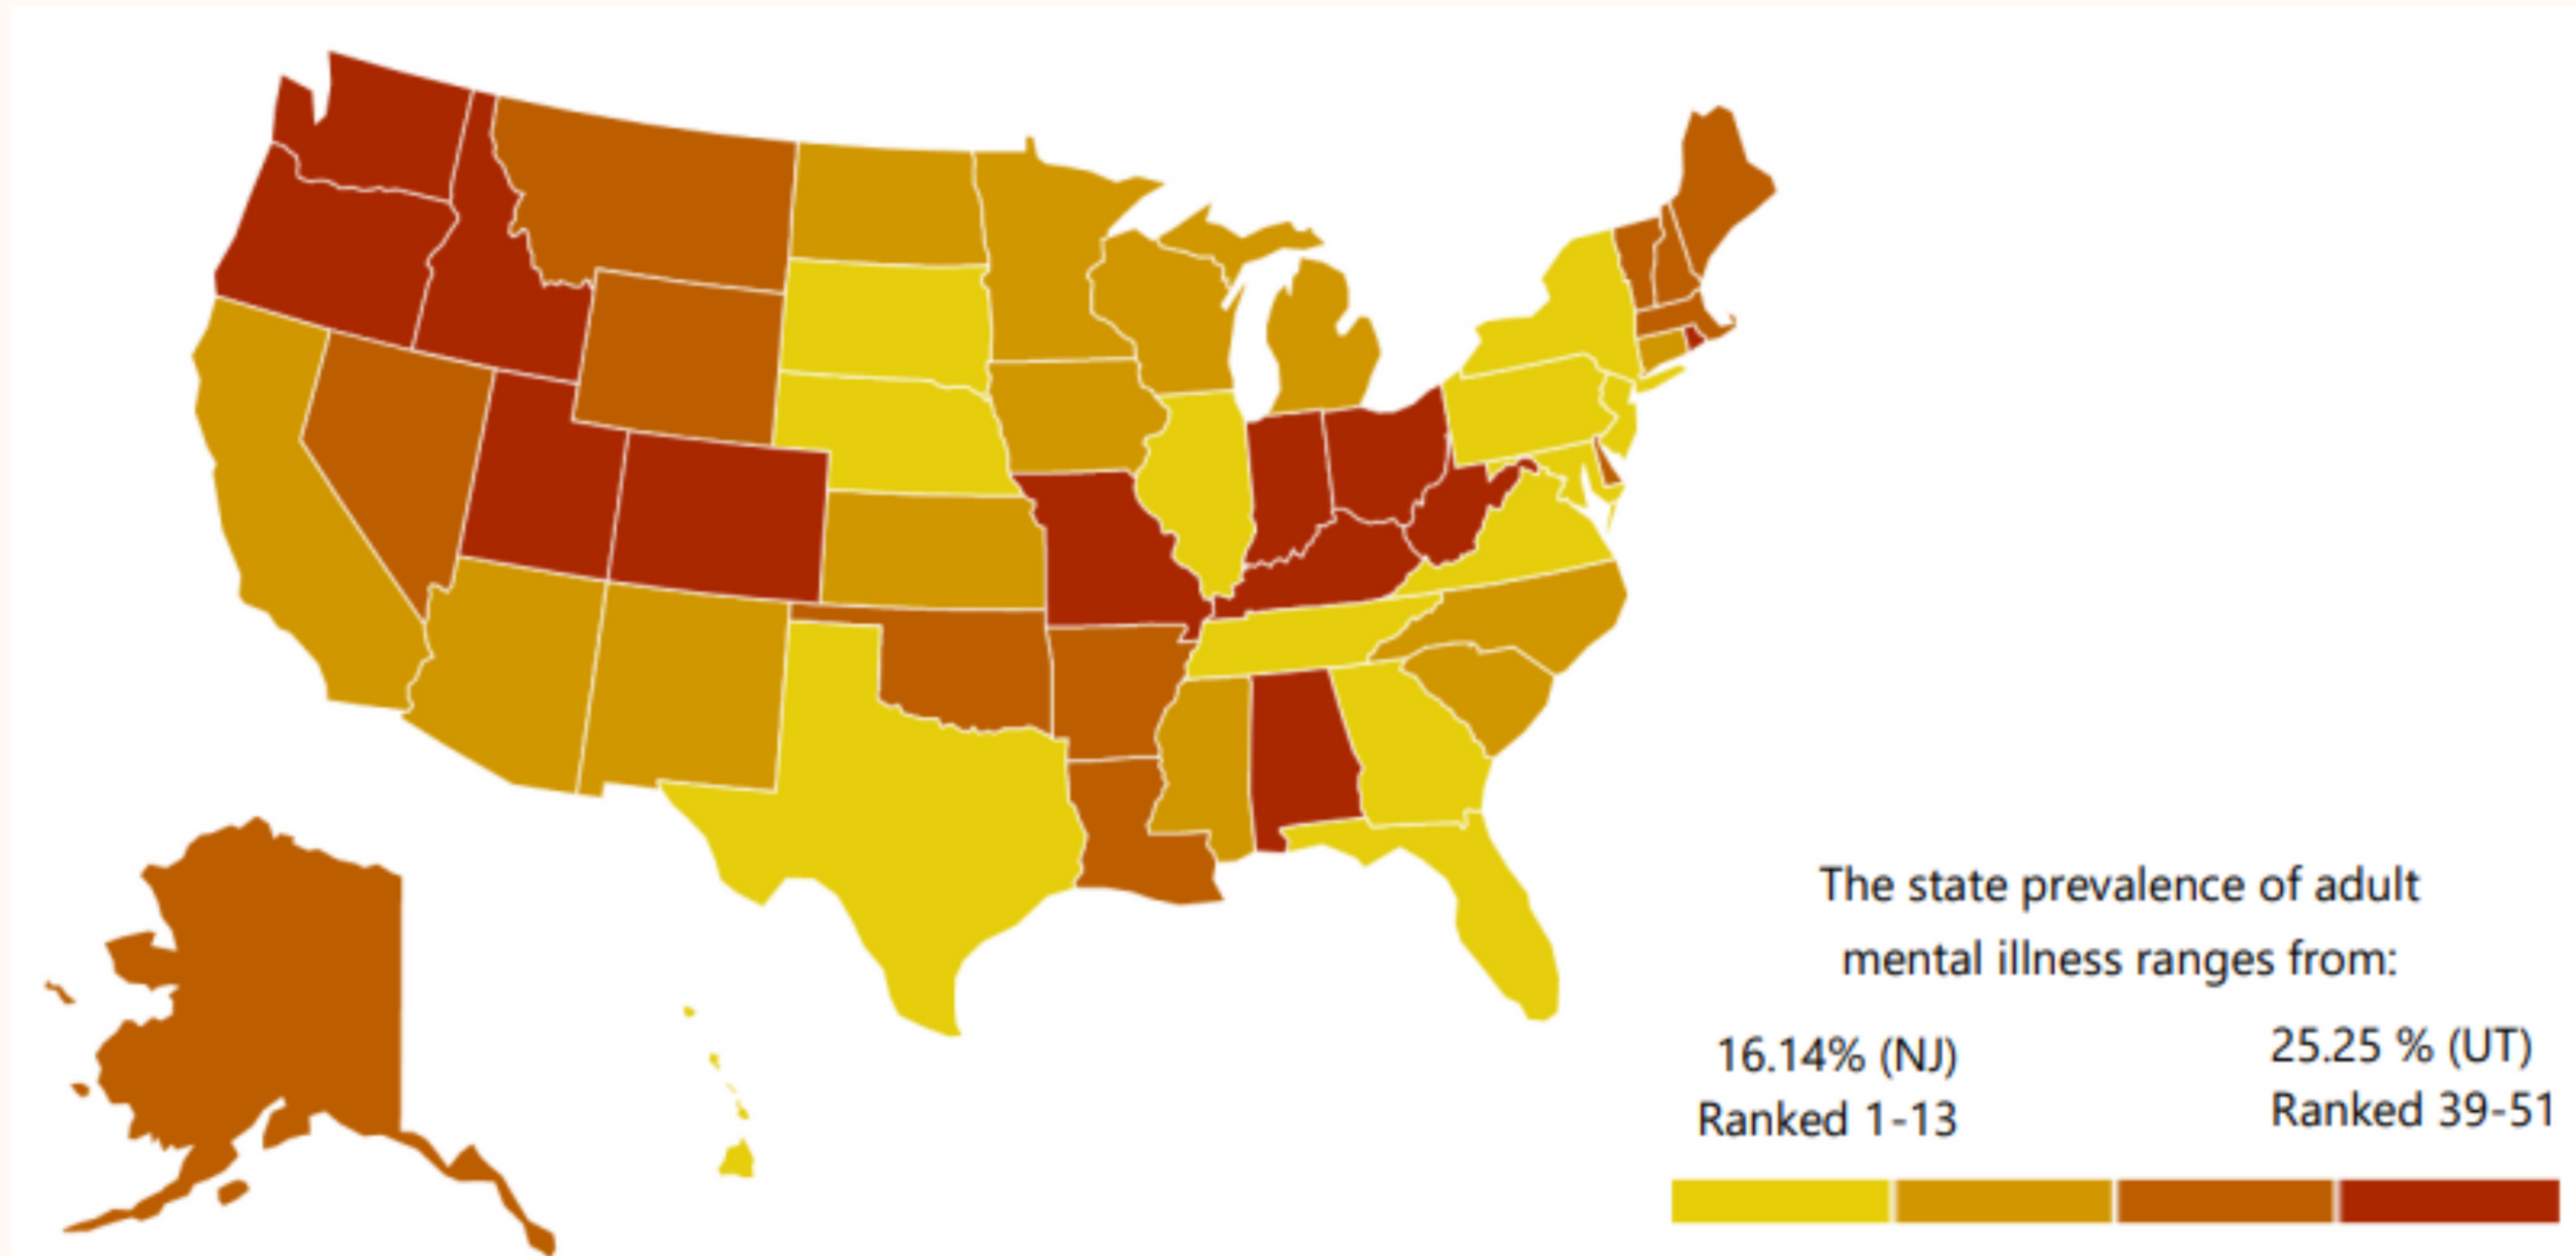 The state prevalence of adult
mental illness ranges from:
16.14% (NJ)
Ranked 1-13
25.25 % (UT)
Ranked 39-51